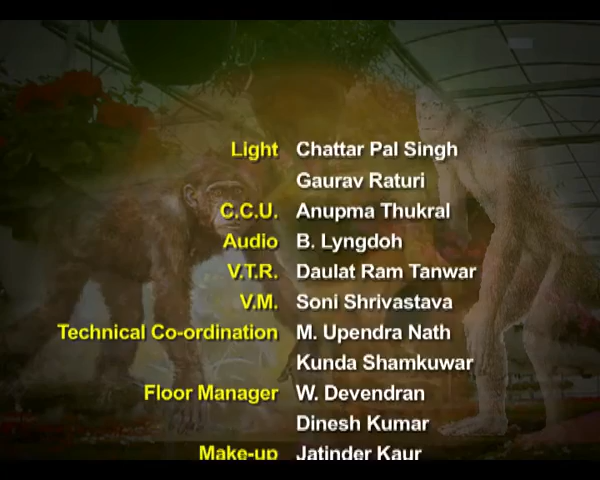 Light Chattar Pal Singh
Gaurav Raturi
C.C.U. Anupma Thukral
Audio B. Lyngdoh
V.T.R. Daulat Ram Tanwar
V.M. Soni Shrivastava
Technical Co-ordination M. Upendra Nath
Kunda Shamkuwar
Floor Manager W. Devendran
Dinesh Kumar
Make-up Jatinder Kaur